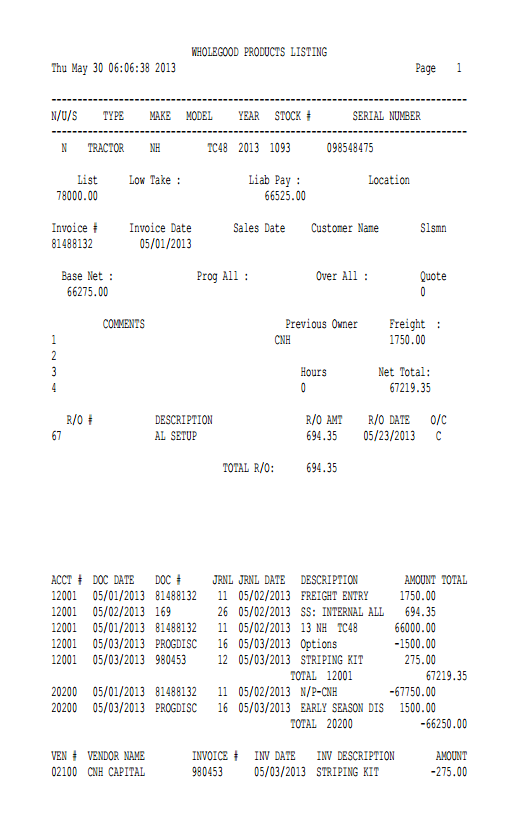 WHOLEGOOD PRODUCTS LISTING
Thu May 30 06:06:38 2013 Page 1
N/U/S TYPE MAKE MODEL YEAR STOCK # SERIAL NUMBER
N TRACTOR NH TC48 2013 1093 098548475
List Low Take : Liab Pay : Location
78000.00 66525.00
Invoice # Invoice Date Sales Date Customer Name Slsmn
81488132 05/01/2013
Base Net : Prog All : Over All : Quote
66275.00 0
COMMENTS Previous Owner Freight :
1 CNH 1750.00
2
3 Hours Net Total:
4 0 67219.35
R/O # DESCRIPTION R/O AMT R/O DATE O/C
67 AL SETUP 694.35 05/23/2013 C
TOTAL R/O: 694.35
ACCT # DOC DATE DOC # JRNL JRNL DATE DESCRIPTION AMOUNT TOTAL
12001 05/01/2013 81488132 11 05/02/2013 FREIGHT ENTRY 1750.00
12001 05/02/2013 169 26 05/02/2013 SS: INTERNAL ALL 694.35
12001 05/01/2013 81488132 11 05/02/2013 13 NH TC48 66000.00
12001 05/03/2013 PROGDISC 16 05/03/2013 Options -1500.00
12001 05/03/2013 980453 12 05/03/2013 STRIPING KIT 275.00
TOTAL 12001 67219.35
20200 05/01/2013 81488132 11 05/02/2013 N/P-CNH -67750.00
20200 05/03/2013 PROGDISC 16 05/03/2013 EARLY SEASON DIS 1500.00
TOTAL 20200 -66250.00
VEN # VENDOR NAME INVOICE # INV DATE INV DESCRIPTION AMOUNT
02100 CNH CAPITAL 980453 05/03/2013 STRIPING KIT -275.00